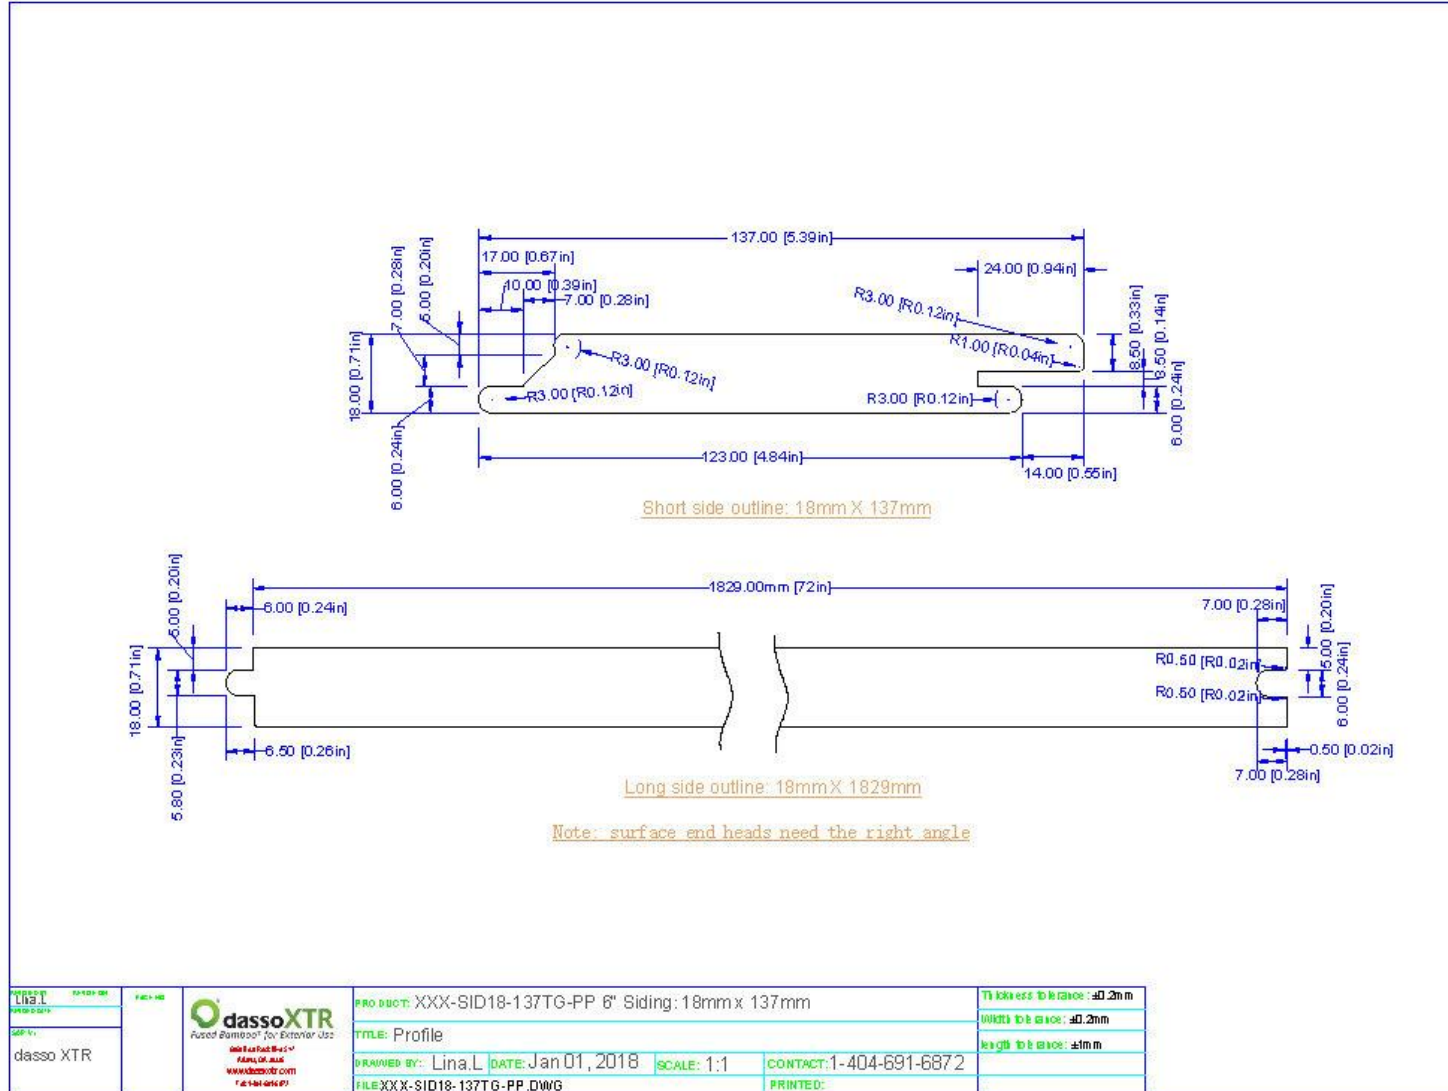 137.00 [5.39in]
17.00 [0.67in]
24.00 [0.94in]
10.00 [0.39in]
7.00 [0.28in]
7.00 [0.28in]
5.00 [0.20in]
R3.00 [R0.12in]
R1.00 [R0.04in]
8.50 [0.33in]
3.50 [0.14in]
18.00 [0.71in]
R3.00 [R0.12in]
R3.00 [R0.12in]
R3.00 [R0.12in]
6.00 [0.24in]
6.00 [0.24in]
123.00 [4.84in]
14.00 [0.55in]
Short side outline: 18mm X 137mm
1829.00mm [72in]
5.00 [0.20in]
6.00 [0.24in]
7.00 [0.28in]
5.00 [0.20in]
18.00 [0.71in]
R0.50 [R0.02in]
R0.50 [R0.02in]
6.00 [0.24in]
6.50 [0.26in]
5.80 [0.23in]
0.50 [0.02in]
7.00 [0.28in]
Long side outline: 18mm X 1829mm
Note: surface end heads need the right angle
Lina.L
dasso XTR
dassoXTR
Fused Bamboo® for Exterior Use
www.dassoxtr.com
PRODUCT: XXX-SID18-137TG-PP 6" Siding: 18mm x 137mm
TITLE: Profile
DRAWED BY: Lina.L DATE: Jan 01, 2018 SCALE: 1:1 CONTACT: 1-404-691-6872
FILE XXX-SID18-137TG-PP.DWG PRINTED:
Thickness tolerance: ±0.2mm
Width tolerance: ±0.2mm
length tolerance: ±1mm